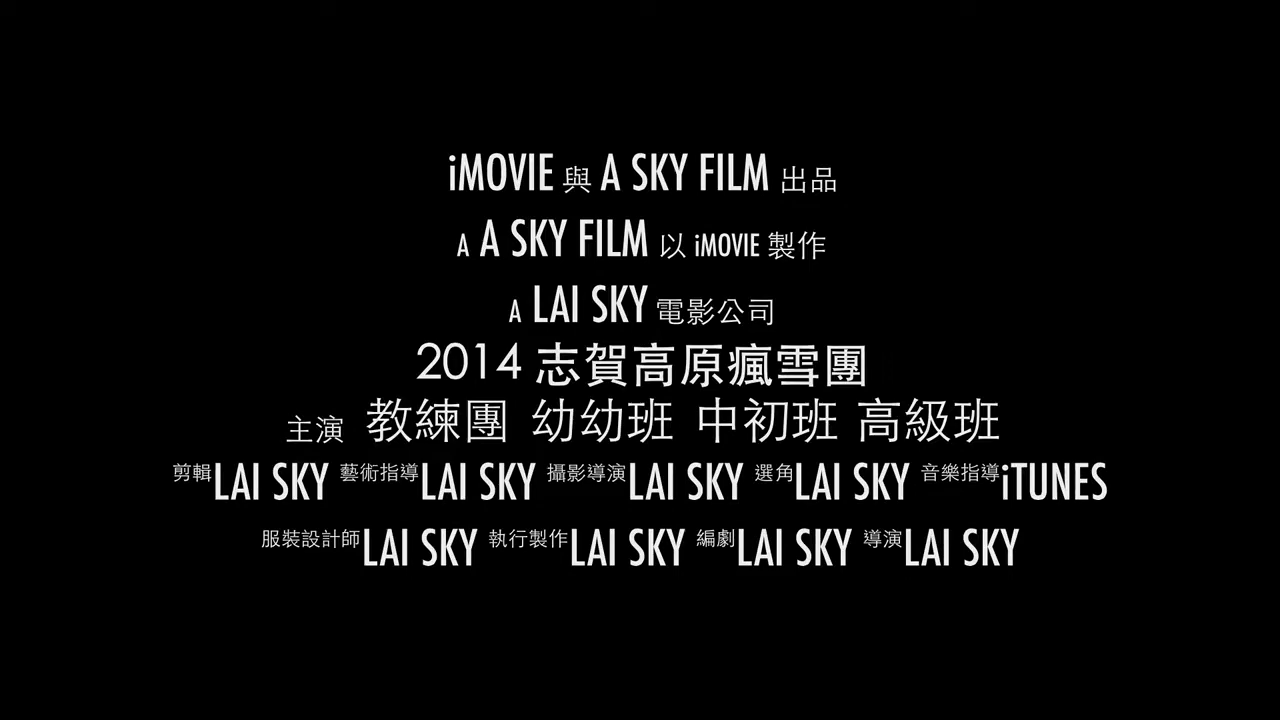 iMOVIE 與 A SKY FILM 出品
A A SKY FILM 以 iMOVIE 製作
A LAI SKY 電影公司
2014 志賀高原瘋雪團
主演 教練團 幼幼班 中初班 高級班
剪輯LAI SKY 藝術指導LAI SKY 攝影導演LAI SKY 選角LAI SKY 音樂指導iTUNES
服裝設計師LAI SKY 執行製作LAI SKY 編劇LAI SKY 導演LAI SKY